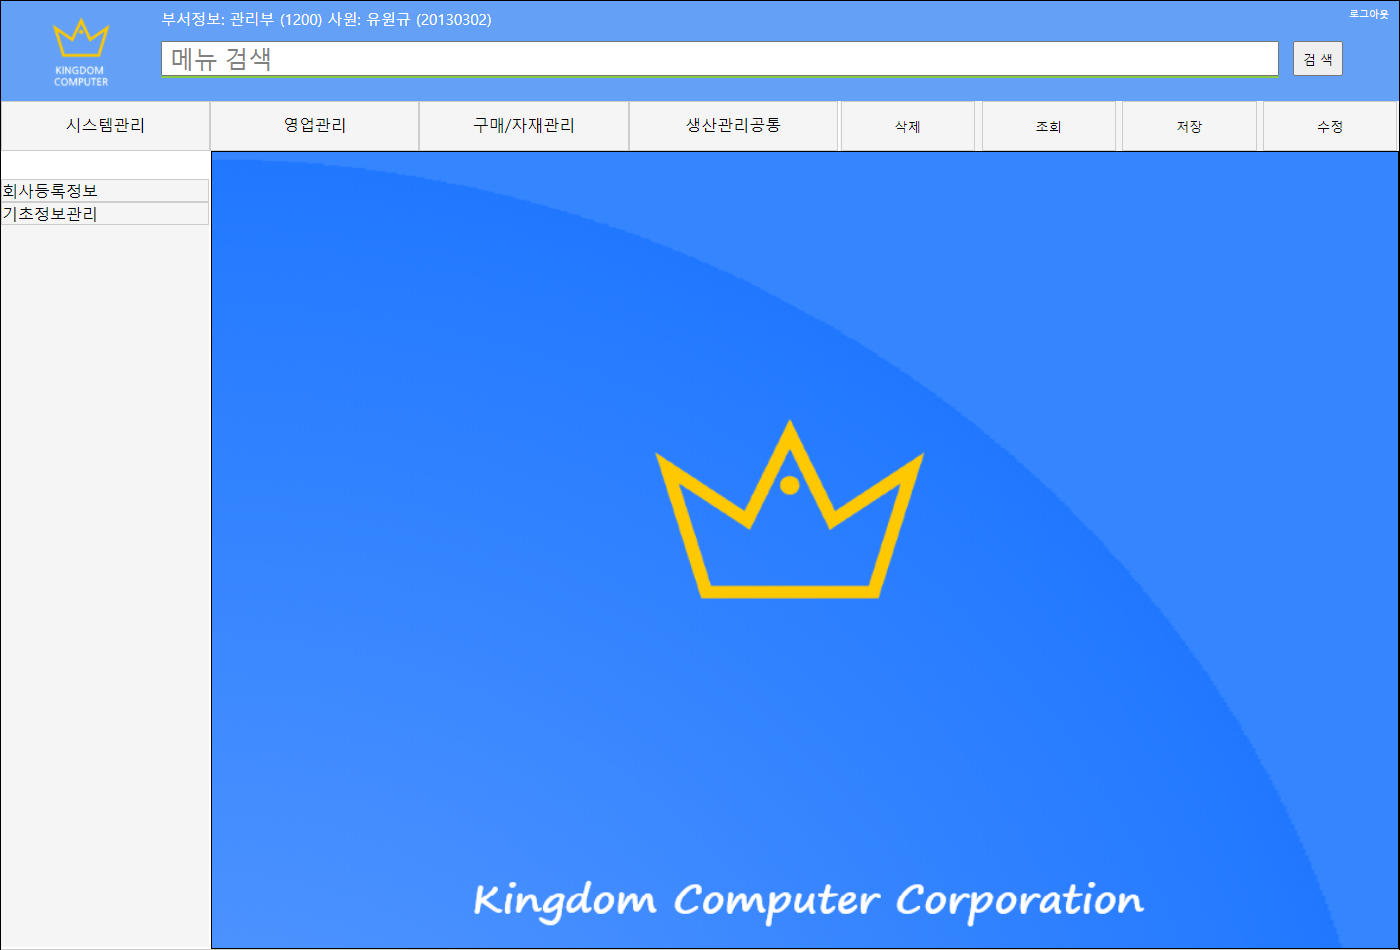 부서정보: 관리부 (1200) 사원: 유원규 (20130302)
로그아웃
메뉴 검색
검 색
KINGDOM
COMPUTER
시스템관리
영업관리
구매/자재관리
생산관리공통
삭제
조회
저장
수정
회사등록정보
기초정보관리
Kingdom Computer Corporation